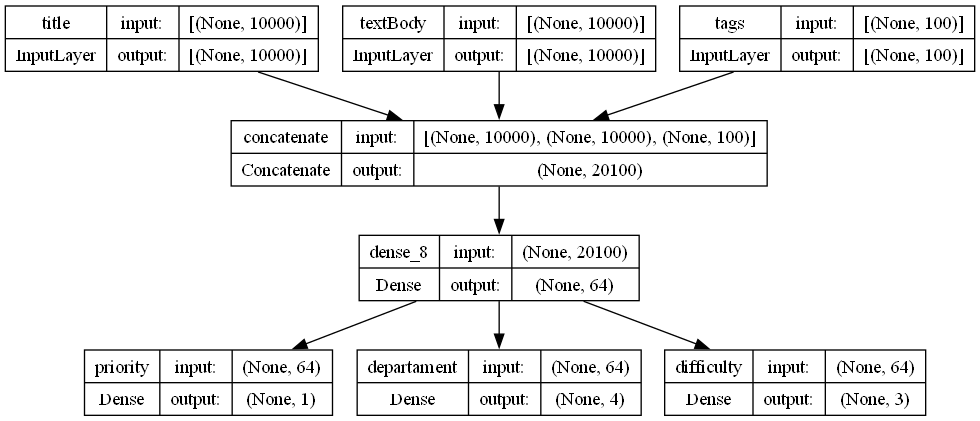 title input: [(None, 10000)] textBody input: [(None, 10000)] tags input: [(None, 100)]
InputLayer output: [(None, 10000)] InputLayer output: [(None, 10000)] InputLayer output: [(None, 100)]
concatenate input: [(None, 10000), (None, 10000), (None, 100)]
Concatenate output: (None, 20100)
dense_8 input: (None, 20100)
Dense output: (None, 64)
priority input: (None, 64) departament input: (None, 64) difficulty input: (None, 64)
Dense output: (None, 1) Dense output: (None, 4) Dense output: (None, 3)